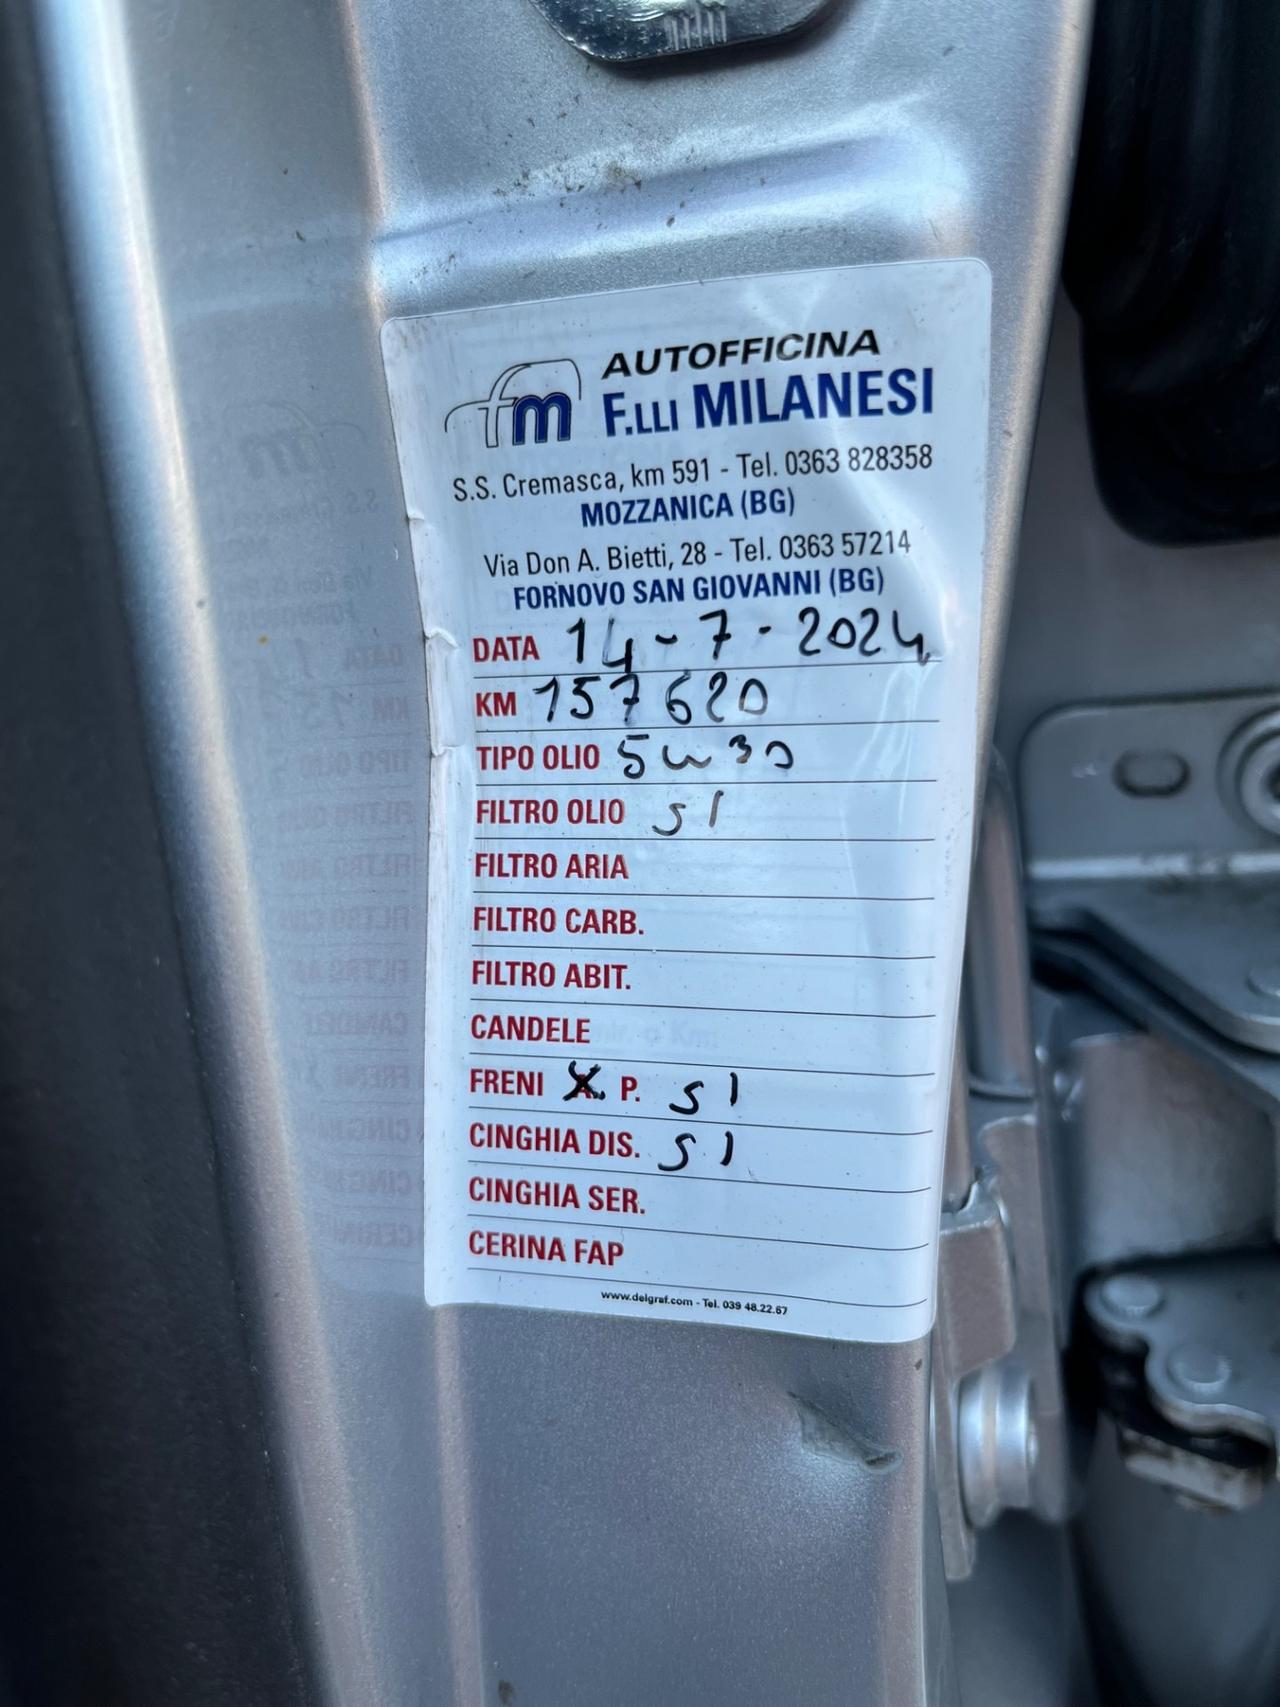 fm AUTOFFICINA
F.LLI MILANESI
S.S. Cremasca, km 591 - Tel. 0363 828358
MOZZANICA (BG)
Via Don A. Bietti, 28 - Tel. 0363 57214
FORNOVO SAN GIOVANNI (BG)
DATA 14-7-2024
KM 157620
TIPO OLIO 5w30
FILTRO OLIO SI
FILTRO ARIA
FILTRO CARB.
FILTRO ABIT.
CANDELE
FRENI A. P. SI
CINGHIA DIS. SI
CINGHIA SER.
CERINA FAP
www.delgraf.com - Tel. 039 48.22.67